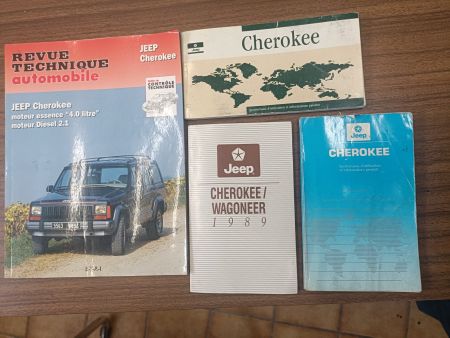 REVUE
TECHNIQUE
automobile
JEEP
Cherokee
CONTRÔLE
TECHNIQUE
JEEP Cherokee
moteur essence "4.0 litre"
moteur Diesel 2.1
Cherokee
Jeep
CHEROKEE/
WAGONEER
1989
Jeep
CHEROKEE